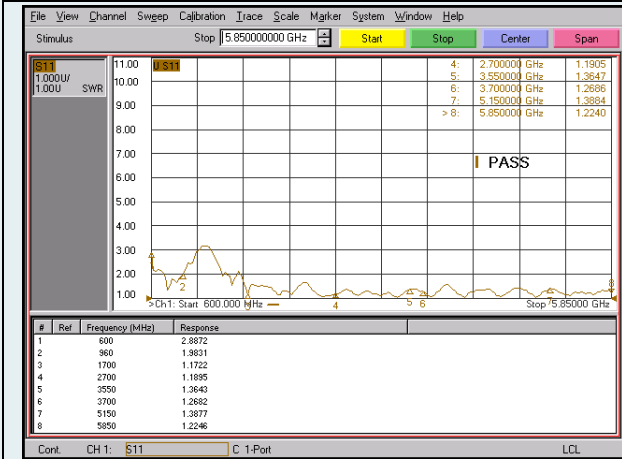 File View Channel Sweep Calibration Trace Scale Marker System Window Help
Stimulus Stop 5.850000000 GHz Start Stop Center Span
S11
1.000U/
1.00U SWR
11.00 U S11
10.00
9.00
8.00
7.00
6.00
5.00
4.00
3.00
2.00
1.00
4: 2.700000 GHz 1.1905
5: 3.550000 GHz 1.3647
6: 3.700000 GHz 1.2686
7: 5.150000 GHz 1.3884
> 8: 5.850000 GHz 1.2240
PASS
2 4 5 6 7 8
>Ch1: Start 600.000 MHz Stop 5.85000 GHz
# Ref Frequency (MHz) Response
1 600 2.8872
2 960 1.9831
3 1700 1.1722
4 2700 1.1895
5 3550 1.3643
6 3700 1.2682
7 5150 1.3877
8 5850 1.2246
Cont. CH 1: S11 C 1-Port LCL